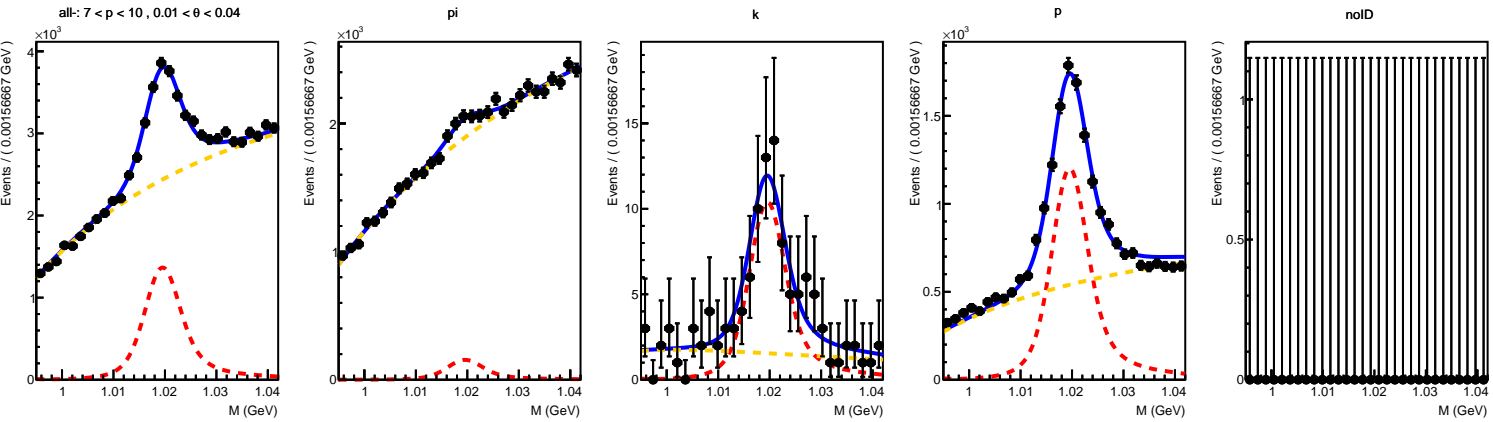 all-: 7 < p < 10 , 0.01 < θ < 0.04
×10³
Events / ( 0.00156667 GeV )
4
3
2
1
0
1 1.01 1.02 1.03 1.04
M (GeV)
pi
×10³
Events / ( 0.00156667 GeV )
2
1
0
1 1.01 1.02 1.03 1.04
M (GeV)
k
Events / ( 0.00156667 GeV )
15
10
5
0
1 1.01 1.02 1.03 1.04
M (GeV)
p
×10³
Events / ( 0.00156667 GeV )
1.5
1
0.5
0
1 1.01 1.02 1.03 1.04
M (GeV)
noID
Events / ( 0.00156667 GeV )
1
0.5
0
1 1.01 1.02 1.03 1.04
M (GeV)